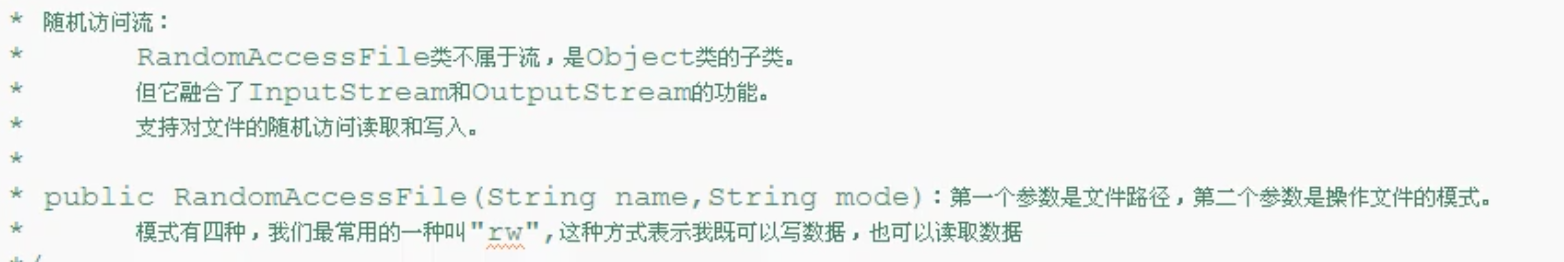 * 随机访问流：
* RandomAccessFile类不属于流，是Object类的子类。
* 但它融合了InputStream和OutputStream的功能。
* 支持对文件的随机访问读取和写入。
*
* public RandomAccessFile(String name,String mode)：第一个参数是文件路径，第二个参数是操作文件的模式。
* 模式有四种，我们最常用的一种叫"rw",这种方式表示我既可以写数据，也可以读取数据
*/